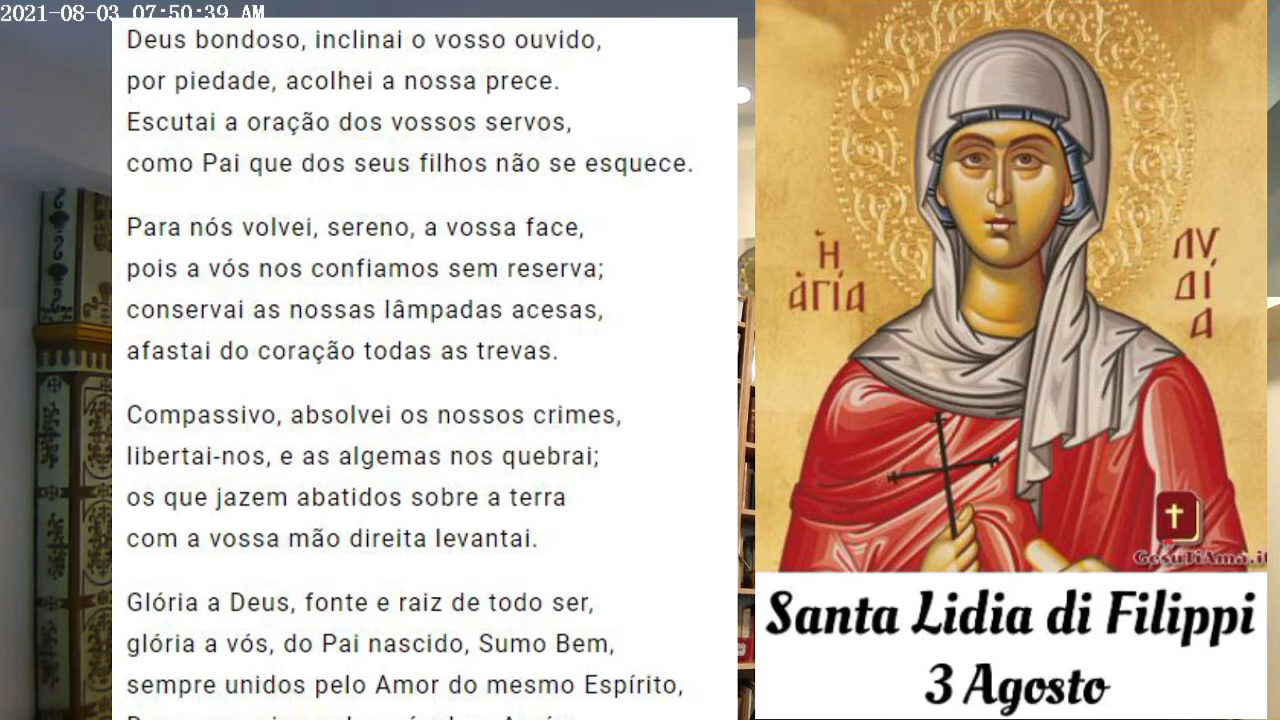 2021-08-03 07:50:39 AM
Deus bondoso, inclinai o vosso ouvido,
por piedade, acolhei a nossa prece.
Escutai a oração dos vossos servos,
como Pai que dos seus filhos não se esquece.
Para nós volvei, sereno, a vossa face,
pois a vós nos confiamos sem reserva;
conservai as nossas lâmpadas acesas,
afastai do coração todas as trevas.
Compassivo, absolvei os nossos crimes,
libertai-nos, e as algemas nos quebrai;
os que jazem abatidos sobre a terra
com a vossa mão direita levantai.
Glória a Deus, fonte e raiz de todo ser,
glória a vós, do Pai nascido, Sumo Bem,
sempre unidos pelo Amor do mesmo Espírito,
Ἡ
ἉΓΊΑ
ΛΥ
ΔΊ
Α
GesuTiAma.it
Santa Lidia di Filippi
3 Agosto